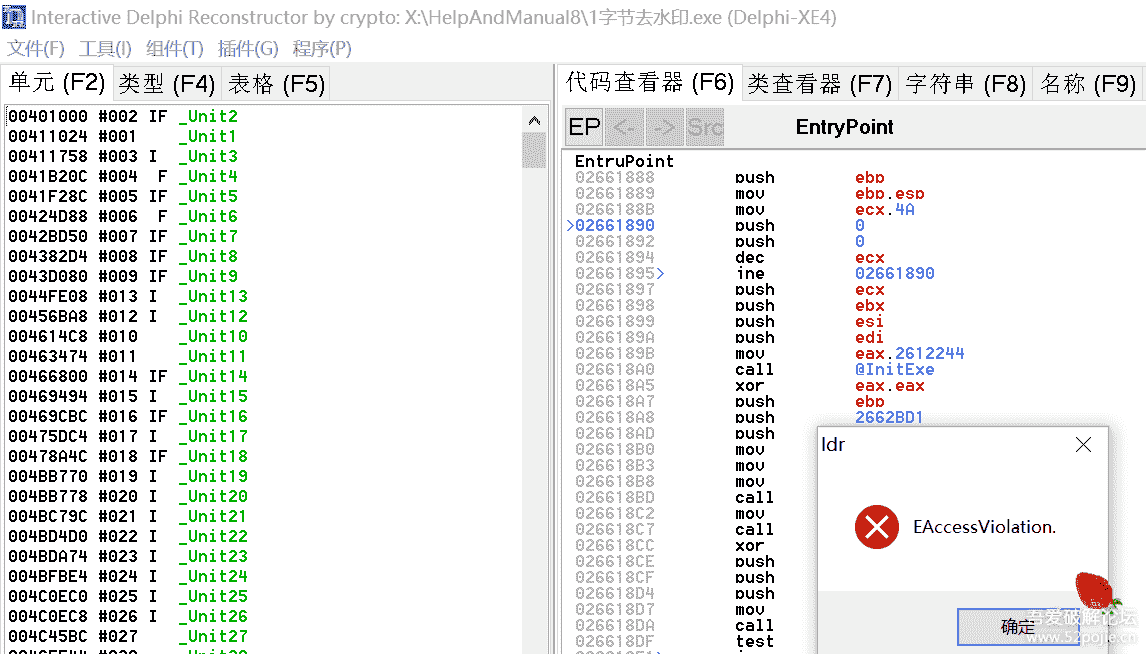 Interactive Delphi Reconstructor by crypto: X:\HelpAndManual8\1字节去水印.exe (Delphi-XE4)
文件(F) 工具(I) 组件(T) 插件(G) 程序(P)
单元 (F2) 类型 (F4) 表格 (F5)
代码查看器 (F6) 类查看器 (F7) 字符串 (F8) 名称 (F9)
EP <- -> Src EntryPoint
00401000 #002 IF _Unit2
00411024 #001 _Unit1
00411758 #003 I _Unit3
0041B20C #004 F _Unit4
0041F28C #005 IF _Unit5
00424D88 #006 F _Unit6
0042BD50 #007 IF _Unit7
004382D4 #008 IF _Unit8
0043D080 #009 IF _Unit9
0044FE08 #013 I _Unit13
00456BA8 #012 I _Unit12
004614C8 #010 _Unit10
00463474 #011 _Unit11
00466800 #014 IF _Unit14
00469494 #015 I _Unit15
00469CBC #016 IF _Unit16
00475DC4 #017 I _Unit17
00478A4C #018 IF _Unit18
004BB770 #019 I _Unit19
004BB778 #020 I _Unit20
004BC79C #021 I _Unit21
004BD4D0 #022 I _Unit22
004BDA74 #023 I _Unit23
004BFBE4 #024 I _Unit24
004C0EC0 #025 I _Unit25
004C0EC8 #026 I _Unit26
004C45BC #027 _Unit27
EntruPoint
02661888 push ebp
02661889 mov ebp.esp
0266188B mov ecx.4A
>02661890 push 0
02661892 push 0
02661894 dec ecx
02661895> jne 02661890
02661897 push ecx
02661898 push ebx
02661899 push esi
0266189A push edi
0266189B mov eax.2612244
026618A0 call @InitExe
026618A5 xor eax.eax
026618A7 push ebp
026618A8 push 2662BD1
026618AD push
026618B0 mov
026618B3 mov
026618B8 mov
026618BD call
026618C2 mov
026618C7 call
026618CC xor
026618CE push
026618CF push
026618D4 push
026618D7 mov
026618DA call
026618DF test
Idr
EAccessViolation.
确定
吾爱破解论坛
www.52pojie.cn